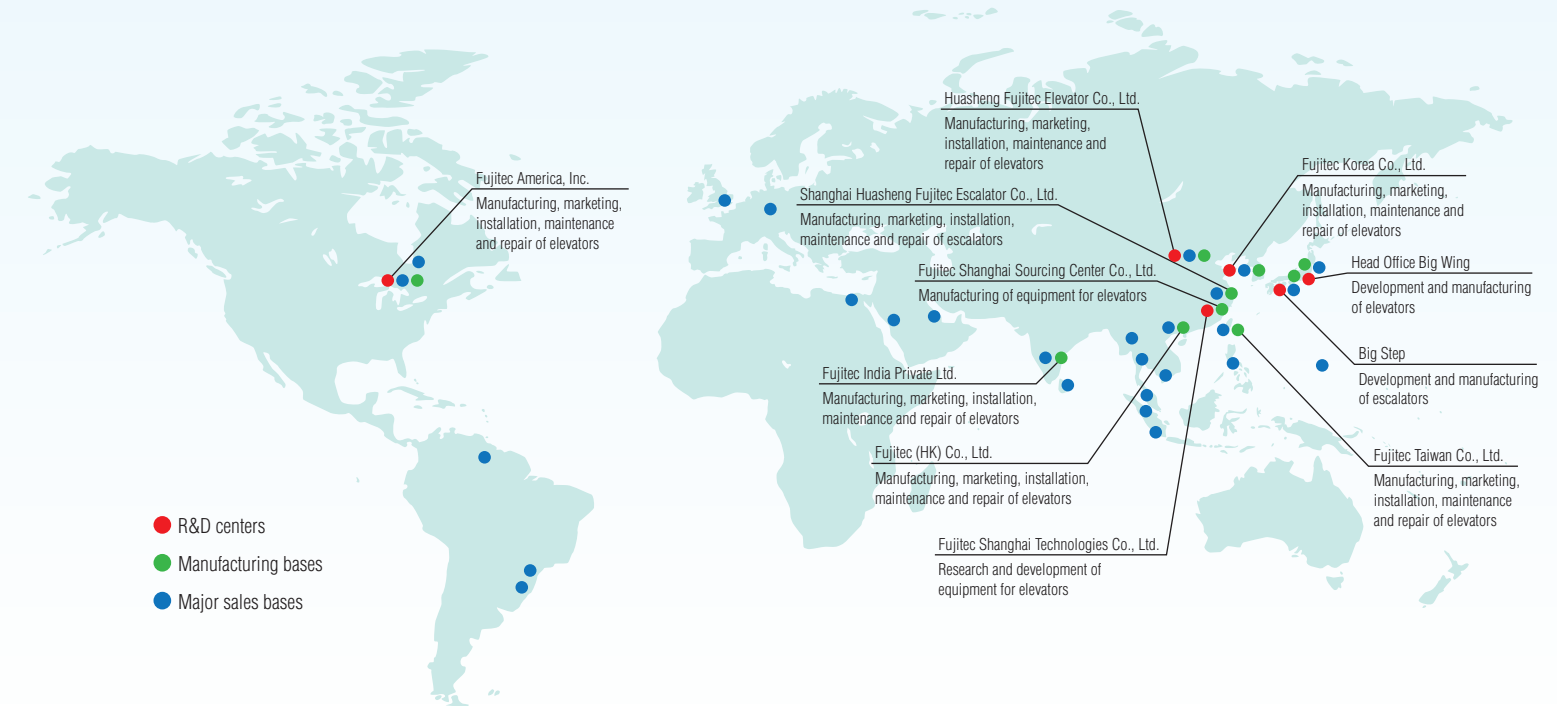 Huasheng Fujitec Elevator Co., Ltd.
Manufacturing, marketing,
installation, maintenance and
repair of elevators
Fujitec Korea Co., Ltd.
Manufacturing, marketing,
installation, maintenance and
repair of elevators
Fujitec America, Inc.
Manufacturing, marketing,
installation, maintenance
and repair of elevators
Shanghai Huasheng Fujitec Escalator Co., Ltd.
Manufacturing, marketing, installation,
maintenance and repair of escalators
Fujitec Shanghai Sourcing Center Co., Ltd.
Manufacturing of equipment for elevators
Head Office Big Wing
Development and manufacturing
of elevators
Big Step
Development and manufacturing
of escalators
Fujitec India Private Ltd.
Manufacturing, marketing, installation,
maintenance and repair of elevators
Fujitec (HK) Co., Ltd.
Manufacturing, marketing, installation,
maintenance and repair of elevators
Fujitec Taiwan Co., Ltd.
Manufacturing, marketing,
installation, maintenance
and repair of elevators
Fujitec Shanghai Technologies Co., Ltd.
Research and development of
equipment for elevators
R&D centers
Manufacturing bases
Major sales bases